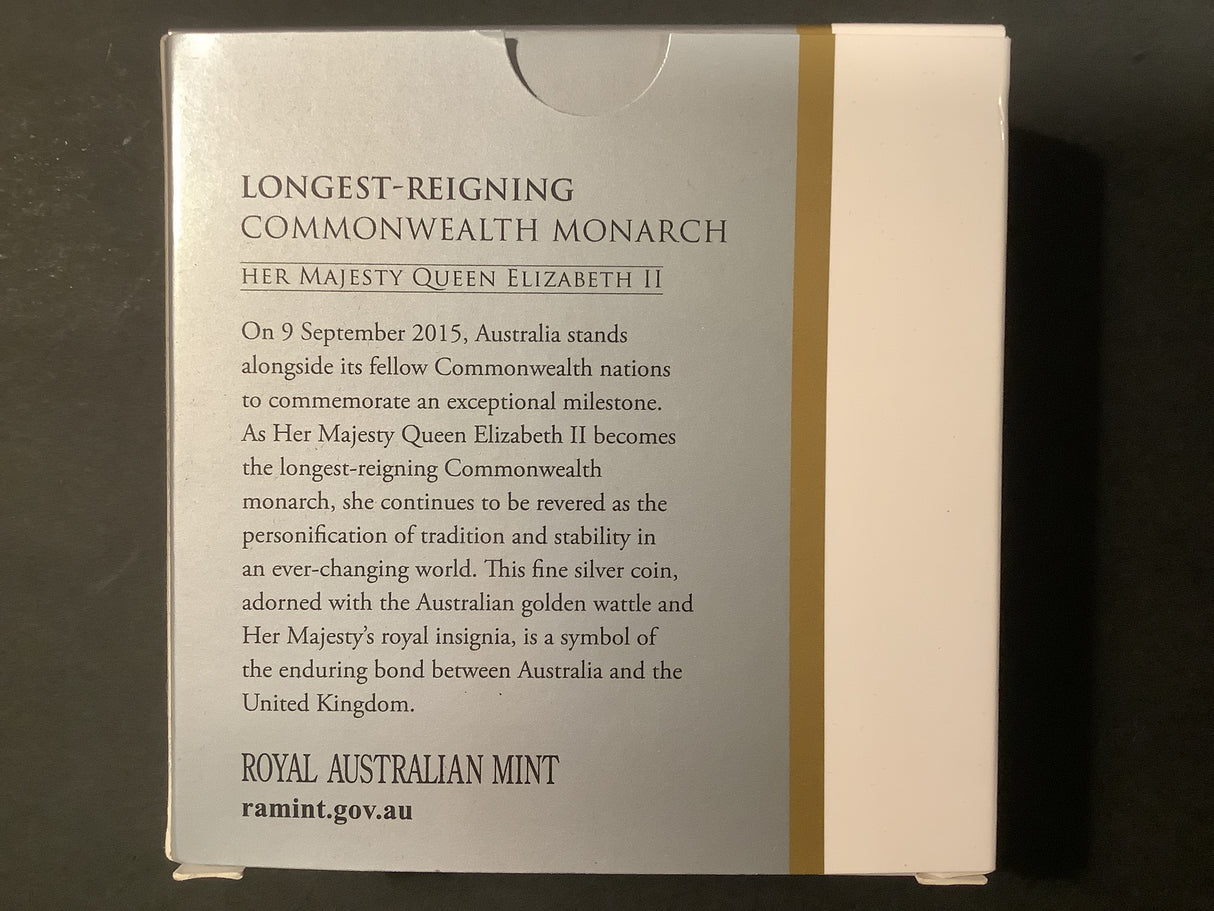 LONGEST-REIGNING
COMMONWEALTH MONARCH
HER MAJESTY QUEEN ELIZABETH II
On 9 September 2015, Australia stands
alongside its fellow Commonwealth nations
to commemorate an exceptional milestone.
As Her Majesty Queen Elizabeth II becomes
the longest-reigning Commonwealth
monarch, she continues to be revered as the
personification of tradition and stability in
an ever-changing world. This fine silver coin,
adorned with the Australian golden wattle and
Her Majesty’s royal insignia, is a symbol of
the enduring bond between Australia and the
United Kingdom.
ROYAL AUSTRALIAN MINT
ramint.gov.au